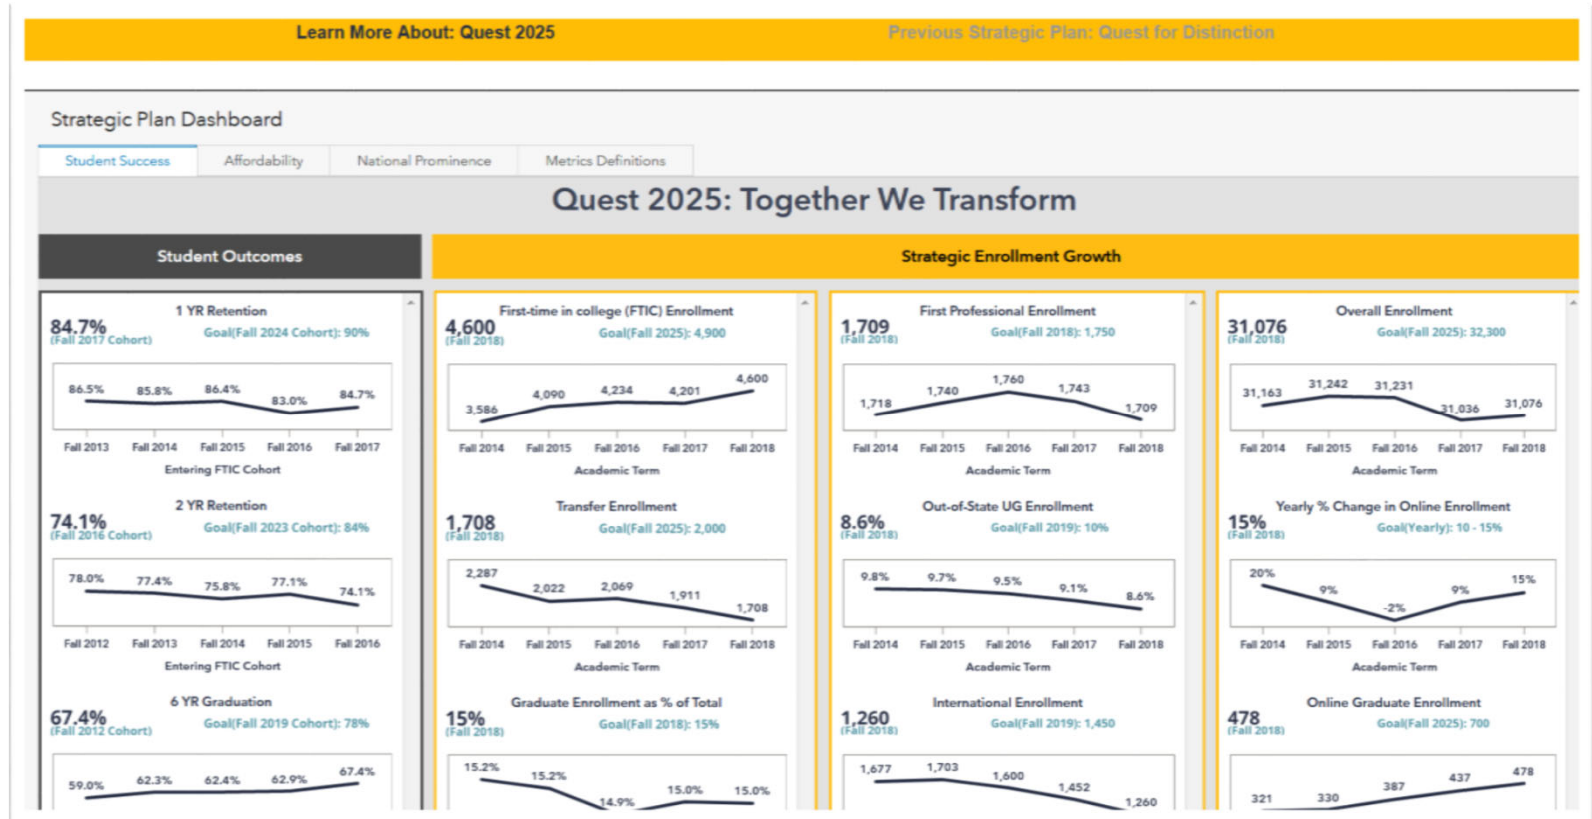 Learn More About: Quest 2025
Previous Strategic Plan: Quest for Distinction
Strategic Plan Dashboard
Student Success
Affordability
National Prominence
Metrics Definitions
Quest 2025: Together We Transform
Student Outcomes
Strategic Enrollment Growth
1 YR Retention
84.7%
(Fall 2017 Cohort)
Goal(Fall 2024 Cohort): 90%
86.5% 85.8% 86.4% 83.0% 84.7%
Fall 2013 Fall 2014 Fall 2015 Fall 2016 Fall 2017
Entering FTIC Cohort
2 YR Retention
74.1%
(Fall 2016 Cohort)
Goal(Fall 2023 Cohort): 84%
78.0% 77.4% 75.8% 77.1% 74.1%
Fall 2012 Fall 2013 Fall 2014 Fall 2015 Fall 2016
Entering FTIC Cohort
6 YR Graduation
67.4%
(Fall 2012 Cohort)
Goal(Fall 2019 Cohort): 78%
59.0% 62.3% 62.4% 62.9% 67.4%
First-time in college (FTIC) Enrollment
4,600
(Fall 2018)
Goal(Fall 2025): 4,900
3,586 4,090 4,234 4,201 4,600
Fall 2014 Fall 2015 Fall 2016 Fall 2017 Fall 2018
Academic Term
Transfer Enrollment
1,708
(Fall 2018)
Goal(Fall 2025): 2,000
2,287 2,022 2,069 1,911 1,708
Fall 2014 Fall 2015 Fall 2016 Fall 2017 Fall 2018
Academic Term
Graduate Enrollment as % of Total
15%
(Fall 2018)
Goal(Fall 2018): 15%
15.2% 15.2% 14.9% 15.0% 15.0%
First Professional Enrollment
1,709
(Fall 2018)
Goal(Fall 2018): 1,750
1,718 1,740 1,760 1,743 1,709
Fall 2014 Fall 2015 Fall 2016 Fall 2017 Fall 2018
Academic Term
Out-of-State UG Enrollment
8.6%
(Fall 2018)
Goal(Fall 2019): 10%
9.8% 9.7% 9.5% 9.1% 8.6%
Fall 2014 Fall 2015 Fall 2016 Fall 2017 Fall 2018
Academic Term
International Enrollment
1,260
(Fall 2018)
Goal(Fall 2019): 1,450
1,677 1,703 1,600 1,452 1,260
Overall Enrollment
31,076
(Fall 2018)
Goal(Fall 2025): 32,300
31,163 31,242 31,231 31,036 31,076
Fall 2014 Fall 2015 Fall 2016 Fall 2017 Fall 2018
Academic Term
Yearly % Change in Online Enrollment
15%
(Fall 2018)
Goal(Yearly): 10 - 15%
20% 9% -2% 9% 15%
Fall 2014 Fall 2015 Fall 2016 Fall 2017 Fall 2018
Academic Term
Online Graduate Enrollment
478
(Fall 2018)
Goal(Fall 2025): 700
321 330 387 437 478